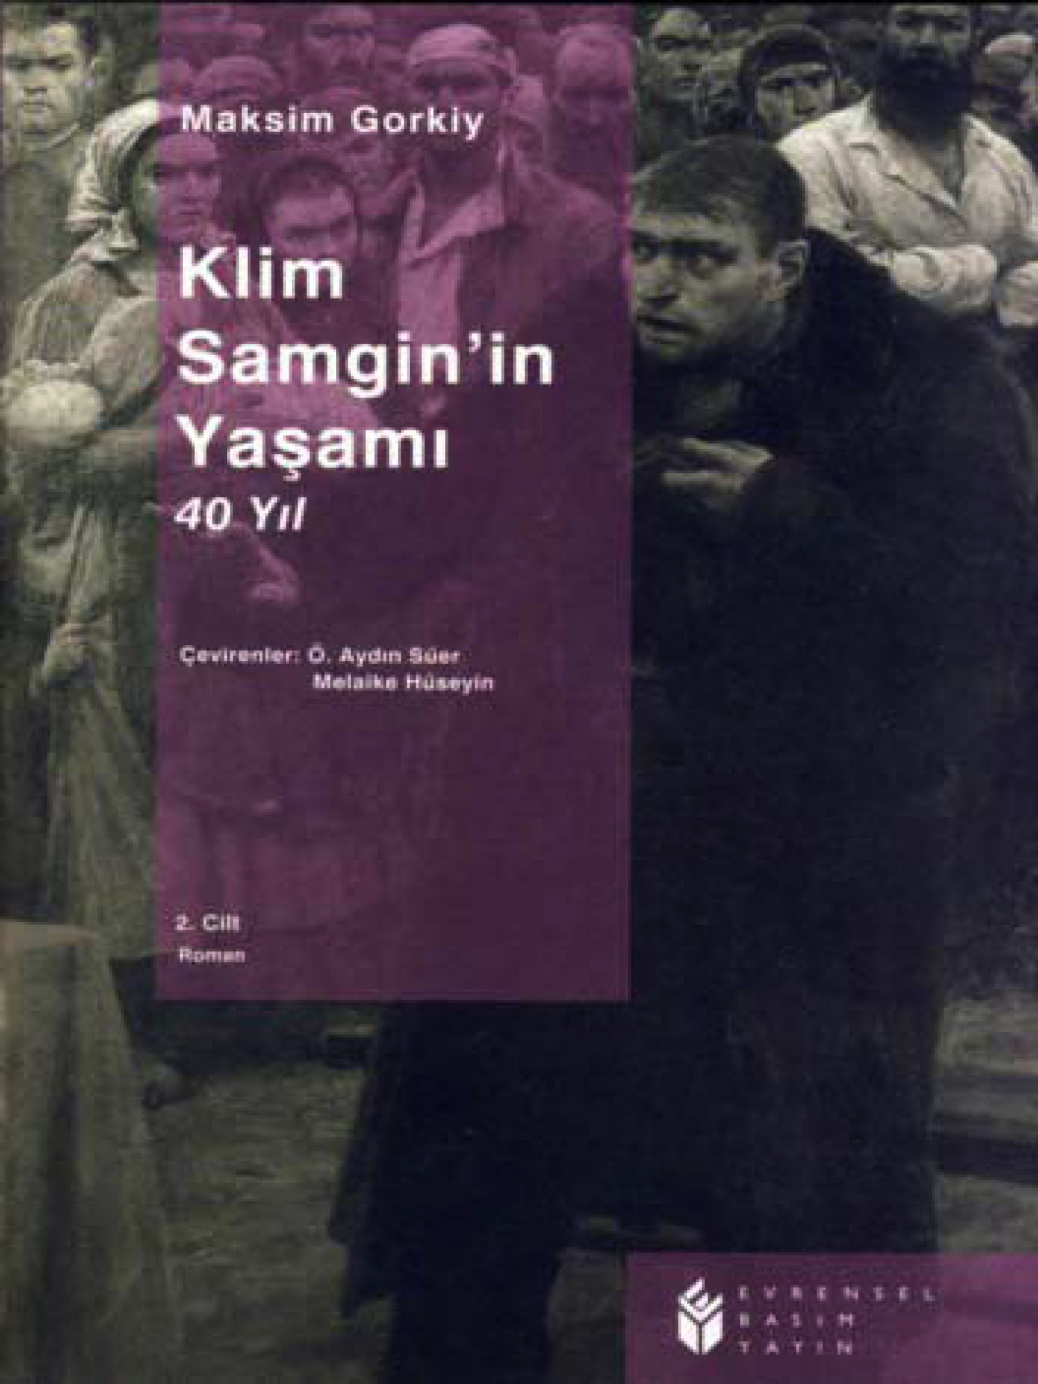 Maksim Gorkiy
Klim
Samgin'in
Yaşamı
40 Yıl
Çevirenler: Ö. Aydın Süer
Melaike Hüseyin
2. Cilt
Roman
EVRENSEL
BASIM
YAYIN